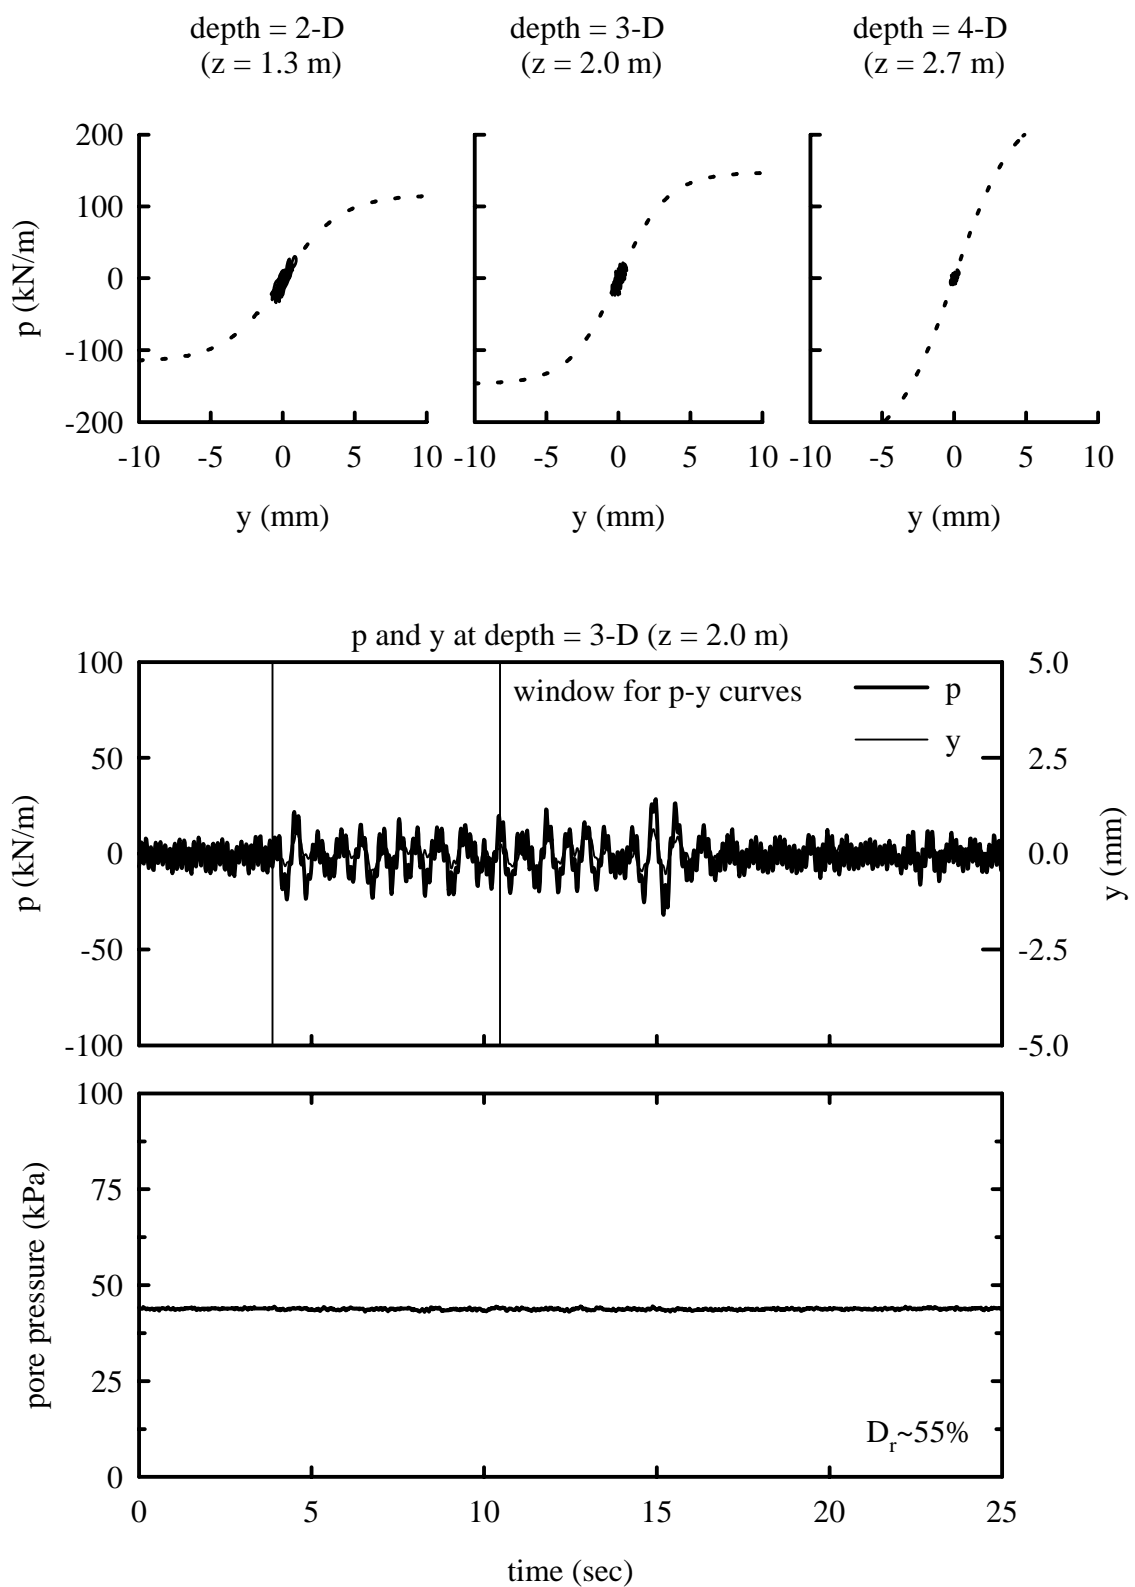 depth = 2-D
(z = 1.3 m)
depth = 3-D
(z = 2.0 m)
depth = 4-D
(z = 2.7 m)
200
100
0
-100
-200
p (kN/m)
-10 -5 0 5 10
-10 -5 0 5 10
-10 -5 0 5 10
y (mm)
y (mm)
y (mm)
p and y at depth = 3-D (z = 2.0 m)
100
50
0
-50
-100
p (kN/m)
window for p-y curves
p
y
5.0
2.5
0.0
-2.5
-5.0
y (mm)
100
75
50
25
0
pore pressure (kPa)
Dr~55%
0 5 10 15 20 25
time (sec)